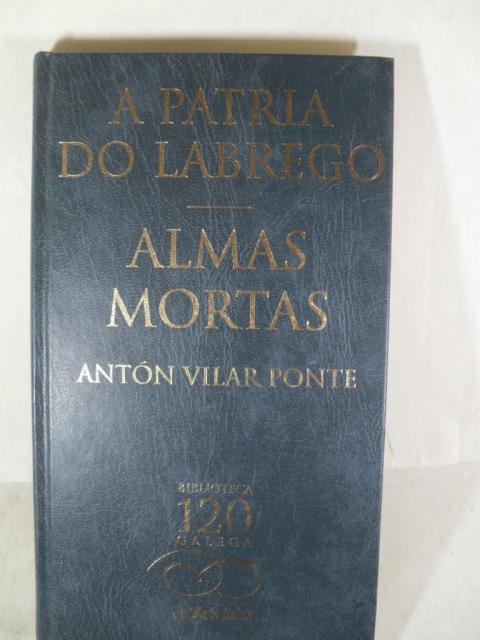 A PATRIA
DO LABREGO
ALMAS
MORTAS
ANTÓN VILAR PONTE
BIBLIOTECA
120
GALEGA